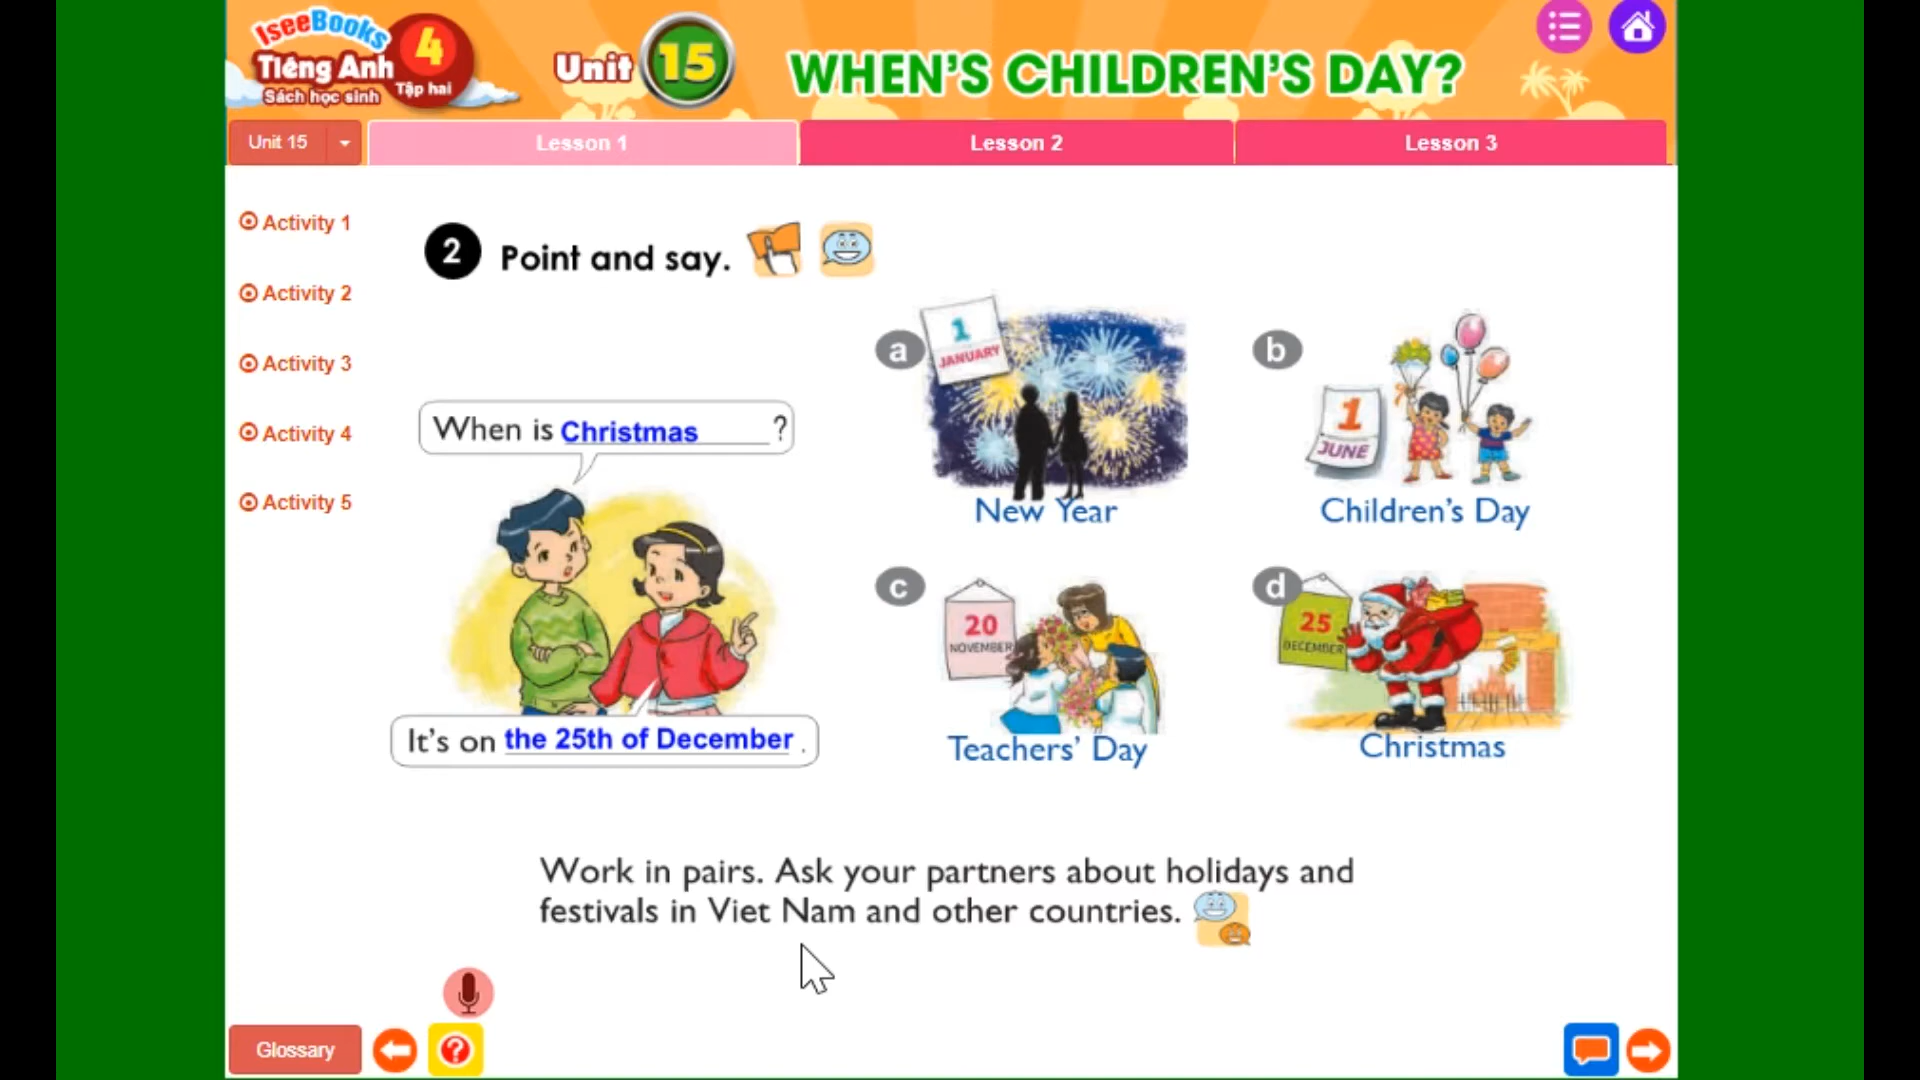 IseeBooks
Tiếng Anh 4
Sách học sinh Tập hai
Unit 15
WHEN'S CHILDREN'S DAY?
Unit 15
Lesson 1
Lesson 2
Lesson 3
Activity 1
Activity 2
Activity 3
Activity 4
Activity 5
2 Point and say.
When is Christmas?
It's on the 25th of December.
a
1
JANUARY
New Year
b
1
JUNE
Children's Day
c
20
NOVEMBER
Teachers' Day
d
25
DECEMBER
Christmas
Work in pairs. Ask your partners about holidays and
festivals in Viet Nam and other countries.
Glossary
?